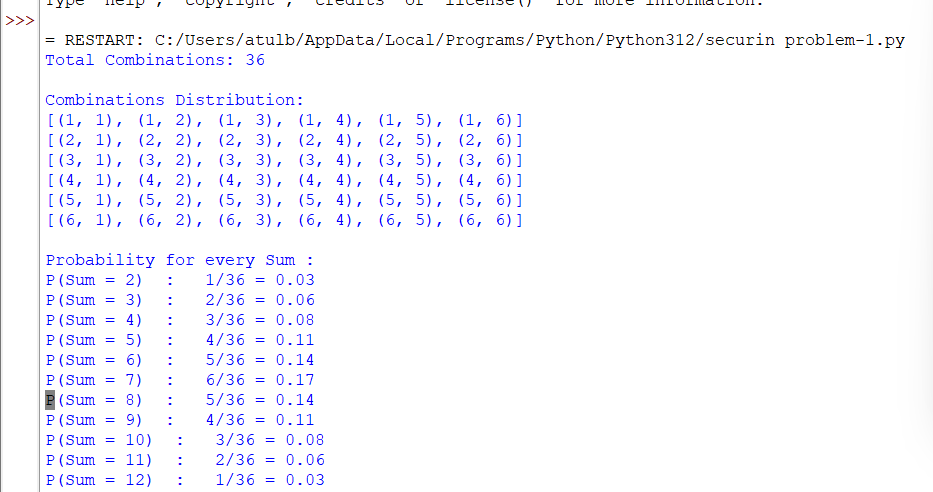 Type "help", "copyright", "credits" or "license()" for more information.
>>>
= RESTART: C:/Users/atulb/AppData/Local/Programs/Python/Python312/securin problem-1.py
Total Combinations: 36
Combinations Distribution:
[(1, 1), (1, 2), (1, 3), (1, 4), (1, 5), (1, 6)]
[(2, 1), (2, 2), (2, 3), (2, 4), (2, 5), (2, 6)]
[(3, 1), (3, 2), (3, 3), (3, 4), (3, 5), (3, 6)]
[(4, 1), (4, 2), (4, 3), (4, 4), (4, 5), (4, 6)]
[(5, 1), (5, 2), (5, 3), (5, 4), (5, 5), (5, 6)]
[(6, 1), (6, 2), (6, 3), (6, 4), (6, 5), (6, 6)]
Probability for every Sum :
P(Sum = 2)  :   1/36 = 0.03
P(Sum = 3)  :   2/36 = 0.06
P(Sum = 4)  :   3/36 = 0.08
P(Sum = 5)  :   4/36 = 0.11
P(Sum = 6)  :   5/36 = 0.14
P(Sum = 7)  :   6/36 = 0.17
P(Sum = 8)  :   5/36 = 0.14
P(Sum = 9)  :   4/36 = 0.11
P(Sum = 10)  :   3/36 = 0.08
P(Sum = 11)  :   2/36 = 0.06
P(Sum = 12)  :   1/36 = 0.03